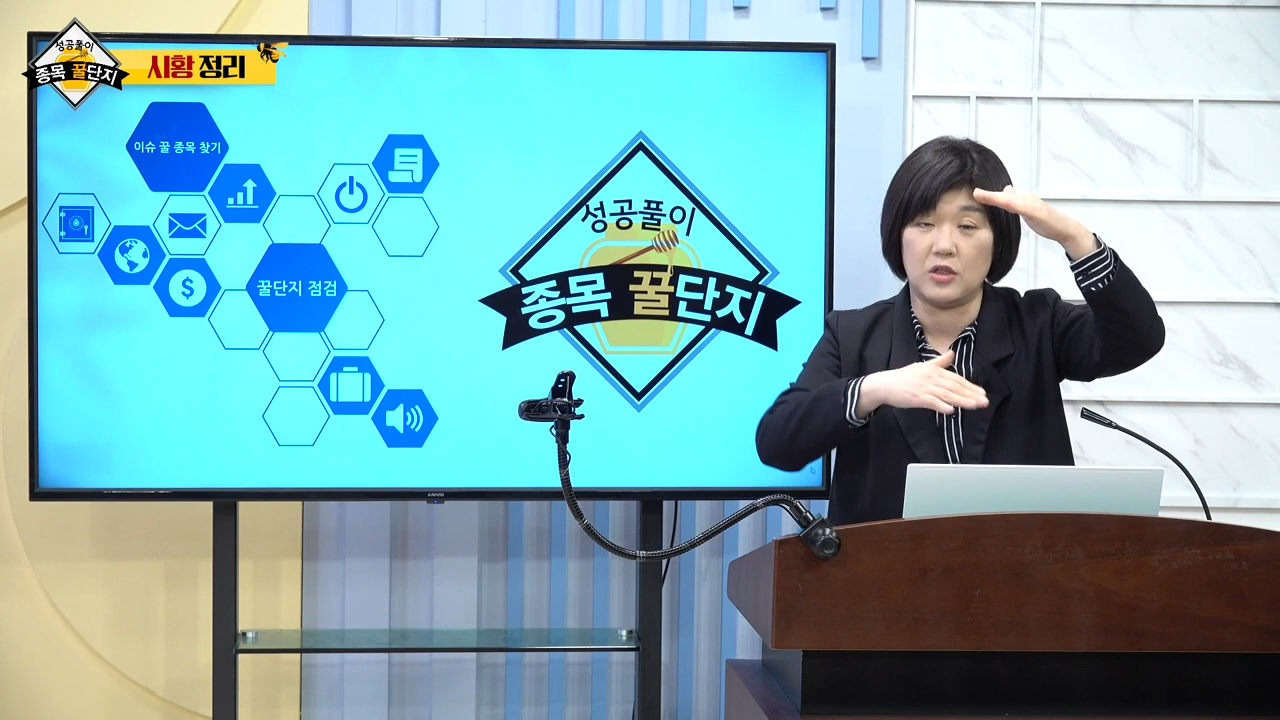 성공풀이
종목 꿀단지
시황 정리
이슈 꿀 종목 찾기
$
꿀단지 점검
성공풀이
종목 꿀단지